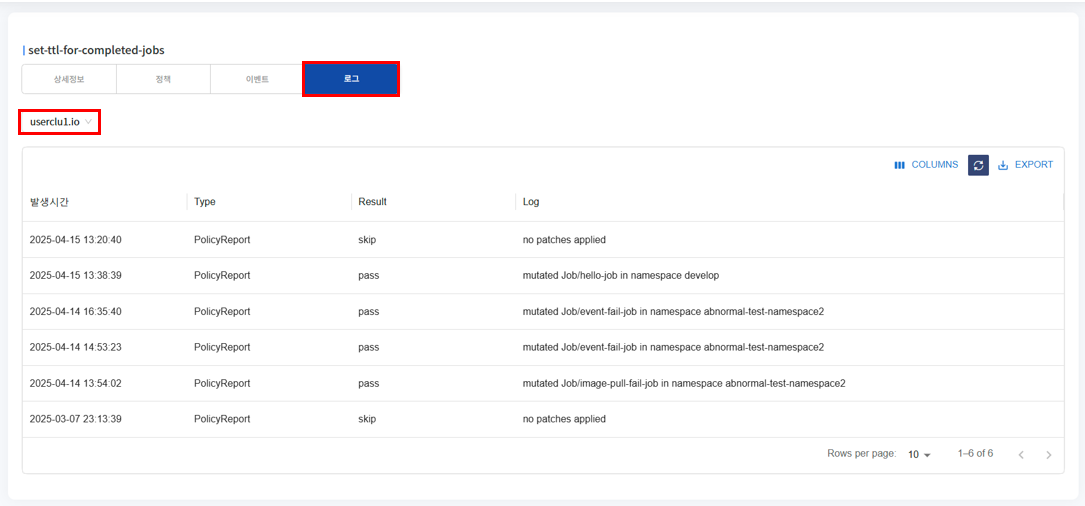 set-ttl-for-completed-jobs
상세정보 정책 이벤트 로그
userclu1.io
COLUMNS EXPORT
발생시간 Type Result Log
2025-04-15 13:20:40 PolicyReport skip no patches applied
2025-04-15 13:38:39 PolicyReport pass mutated Job/hello-job in namespace develop
2025-04-14 16:35:40 PolicyReport pass mutated Job/event-fail-job in namespace abnormal-test-namespace2
2025-04-14 14:53:23 PolicyReport pass mutated Job/event-fail-job in namespace abnormal-test-namespace2
2025-04-14 13:54:02 PolicyReport pass mutated Job/image-pull-fail-job in namespace abnormal-test-namespace2
2025-03-07 23:13:39 PolicyReport skip no patches applied
Rows per page: 10 1–6 of 6